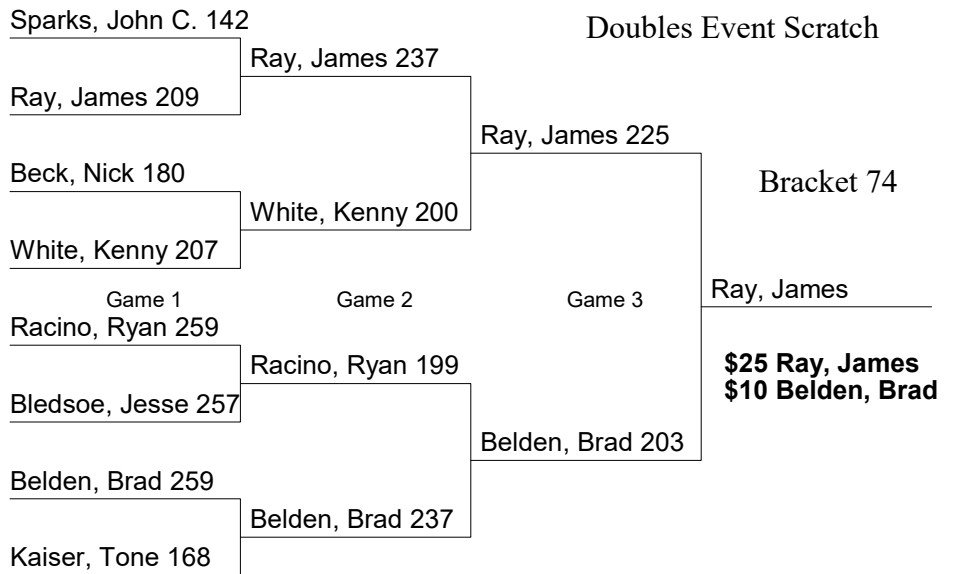 Sparks, John C. 142
Doubles Event Scratch
Ray, James 237
Ray, James 209
Ray, James 225
Beck, Nick 180
Bracket 74
White, Kenny 200
White, Kenny 207
Game 1
Game 2
Game 3
Ray, James
Racino, Ryan 259
Racino, Ryan 199
$25 Ray, James
$10 Belden, Brad
Bledsoe, Jesse 257
Belden, Brad 203
Belden, Brad 259
Belden, Brad 237
Kaiser, Tone 168